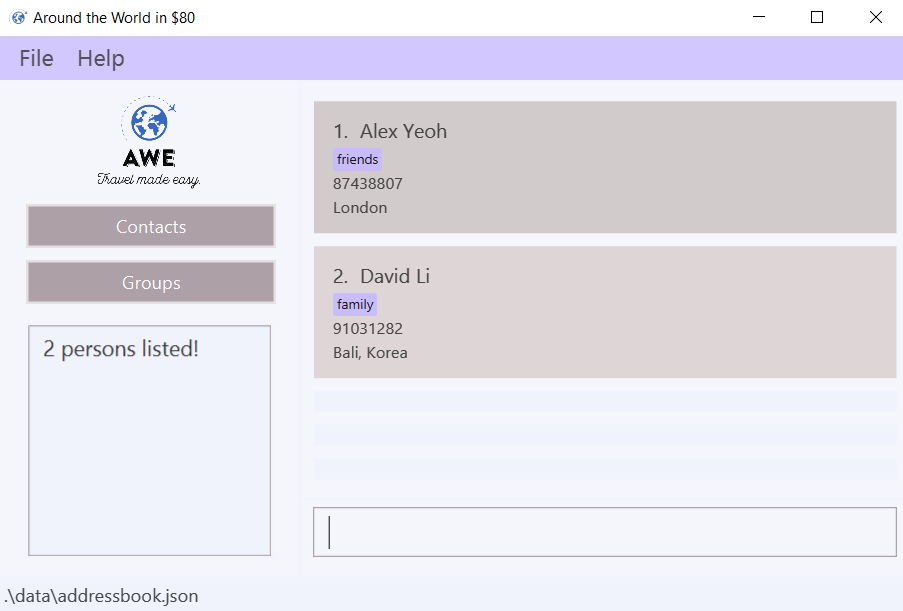 Around the World in $80
File Help
AWE
Travel made easy.
Contacts
Groups
2 persons listed!
1. Alex Yeoh
friends
87438807
London
2. David Li
family
91031282
Bali, Korea
.\data\addressbook.json